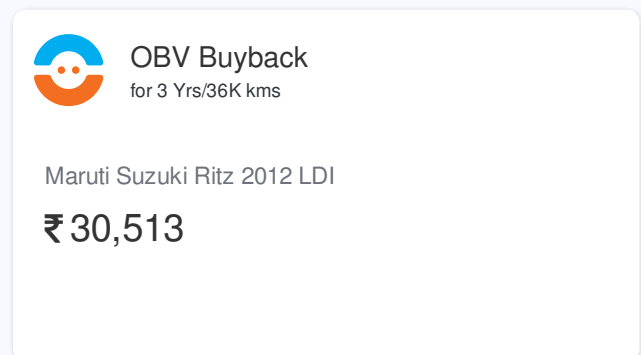 OBV Buyback
for 3 Yrs/36K kms
Maruti Suzuki Ritz 2012 LDI
₹ 30,513